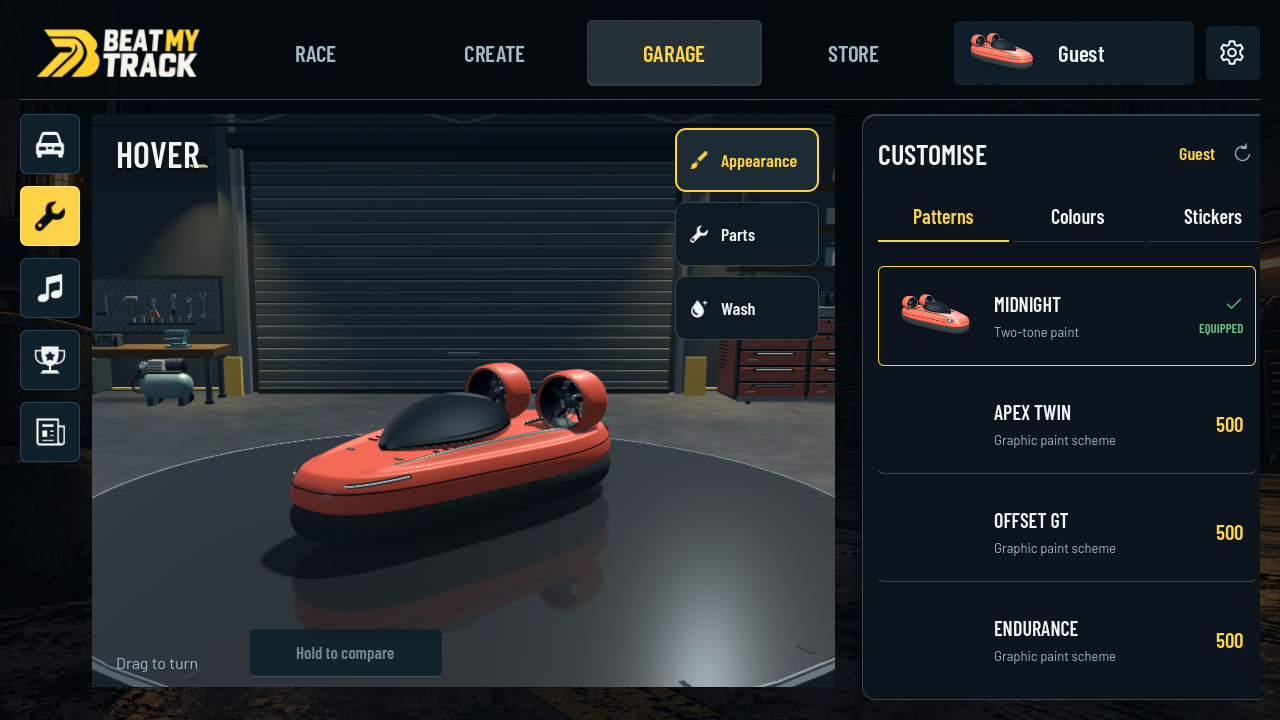 BEATMY
TRACK
RACE
CREATE
GARAGE
STORE
Guest
HOVER
Appearance
Parts
Wash
Drag to turn
Hold to compare
CUSTOMISE
Guest
Patterns
Colours
Stickers
MIDNIGHT
Two-tone paint
EQUIPPED
APEX TWIN
Graphic paint scheme
500
OFFSET GT
Graphic paint scheme
500
ENDURANCE
Graphic paint scheme
500